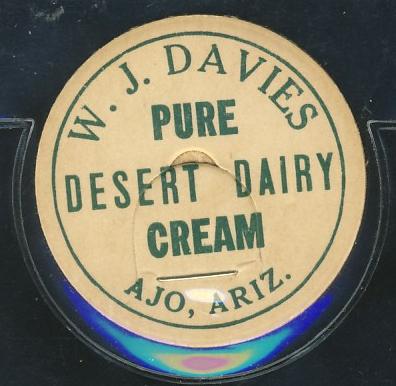 W. J. DAVIES
PURE
DESERT DAIRY
CREAM
AJO, ARIZ.